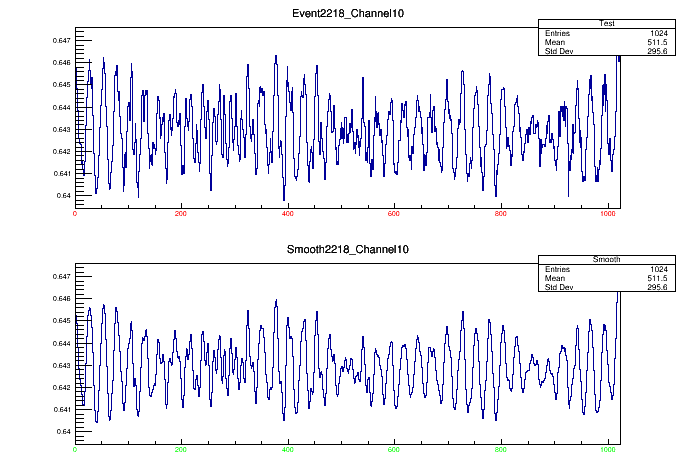 Event2218_Channel10
Test
Entries 1024
Mean 511.5
Std Dev 295.6
0.647
0.646
0.645
0.644
0.643
0.642
0.641
0.64
0 200 400 600 800 1000
Smooth2218_Channel10
Smooth
Entries 1024
Mean 511.5
Std Dev 295.6
0.647
0.646
0.645
0.644
0.643
0.642
0.641
0.64
0 200 400 600 800 1000